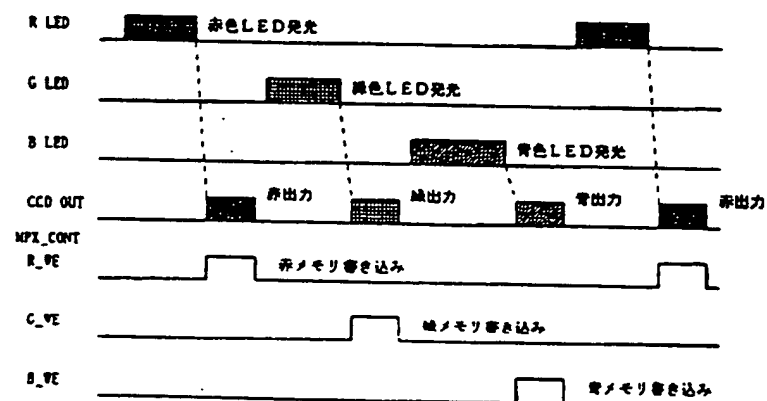 R LED 赤色LED発光
G LED 緑色LED発光
B LED 青色LED発光
CCD OUT 赤出力 緑出力 青出力 赤出力
MPX_CONT
R_WE 赤メモリ書き込み
G_WE 緑メモリ書き込み
B_WE 青メモリ書き込み